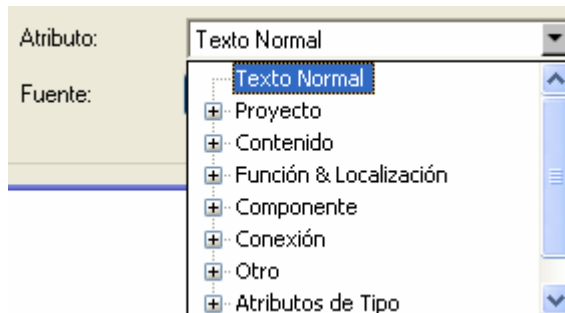 Atributo: Texto Normal
Texto Normal
Fuente:
Proyecto
Contenido
Función & Localización
Componente
Conexión
Otro
Atributos de Tipo